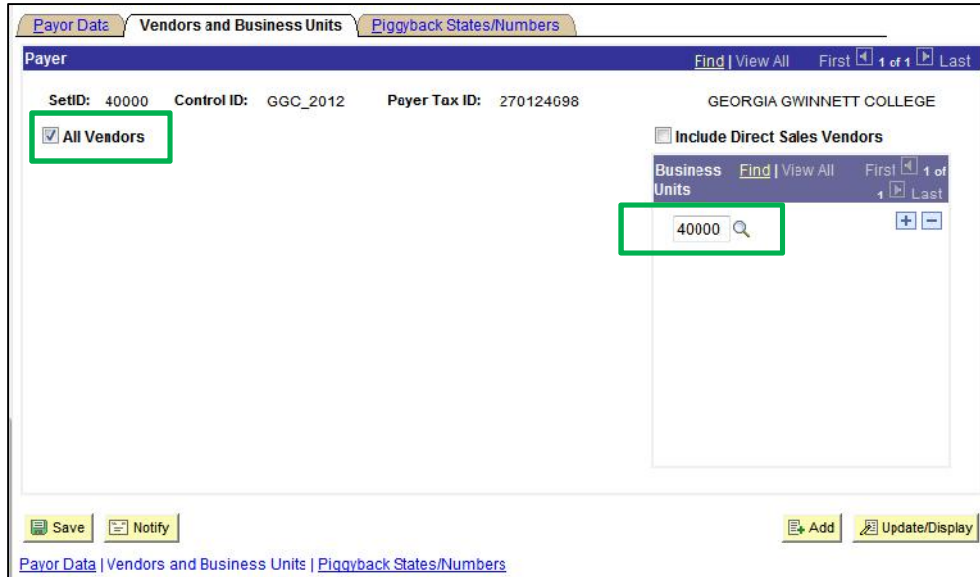 Payor Data Vendors and Business Units Piggyback States/Numbers
Payer Find | View All First 1 of 1 Last
SetID: 40000 Control ID: GGC_2012 Payer Tax ID: 270124698 GEORGIA GWINNETT COLLEGE
All Vendors Include Direct Sales Vendors
Business Find | View All First 1 of
Units 1 Last
40000
Save Notify Add Update/Display
Payor Data | Vendors and Business Units | Piggyback States/Numbers